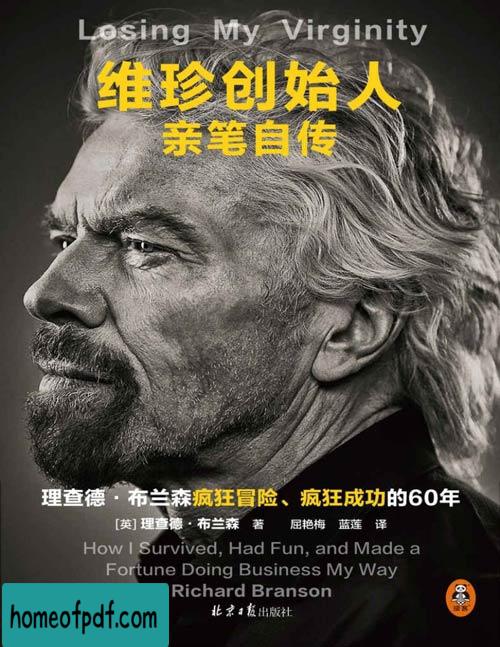 Losing My Virginity
维珍创始人
亲笔自传
理查德·布兰森疯狂冒险、疯狂成功的60年
[英] 理查德·布兰森 著 屈艳梅 蓝莲 译
How I Survived, Had Fun, and Made a
Fortune Doing Business My Way
Richard Branson
北京日报出版社
读客
homeofpdf.com